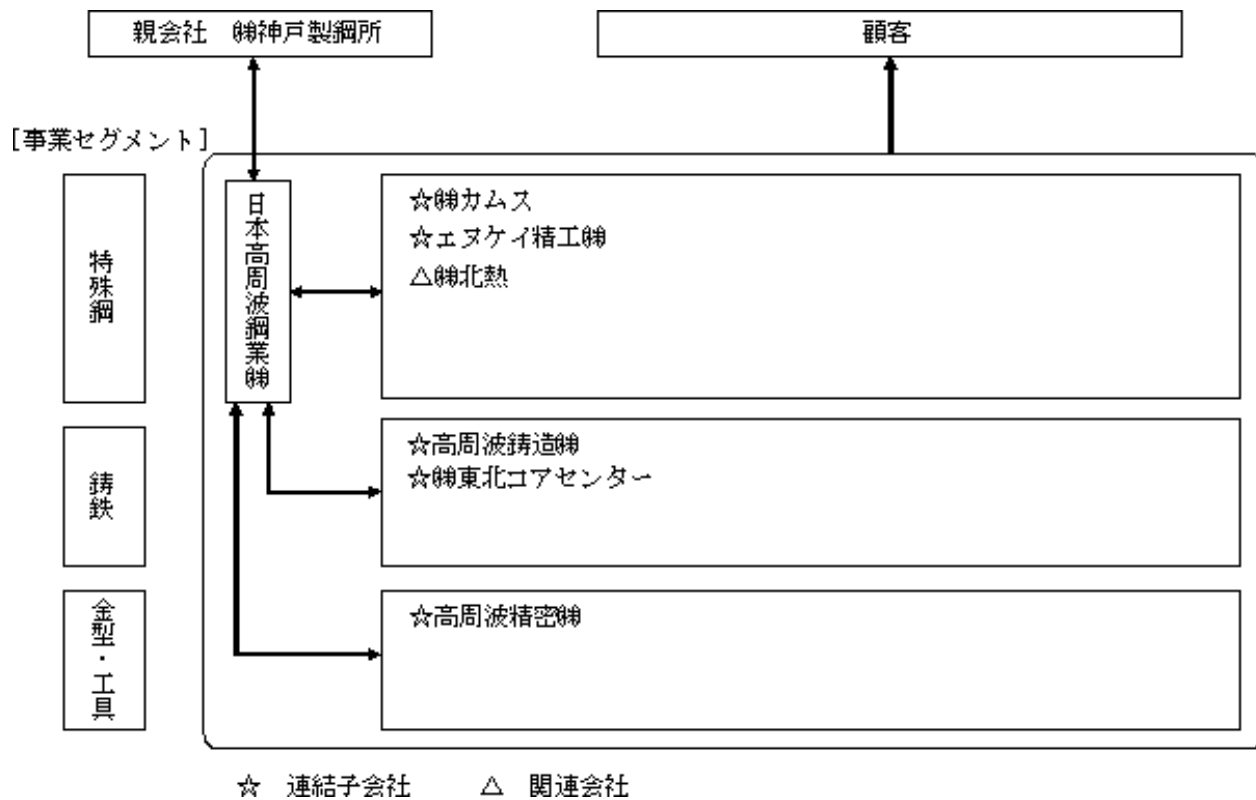 親会社　㈱神戸製鋼所
顧客
[事業セグメント]
特殊鋼
日本高周波鋼業㈱
☆㈱カムス
☆エヌケイ精工㈱
△㈱北熱
鋳鉄
☆高周波鋳造㈱
☆㈱東北コアセンター
金型・工具
☆高周波精密㈱
☆　連結子会社　　△　関連会社